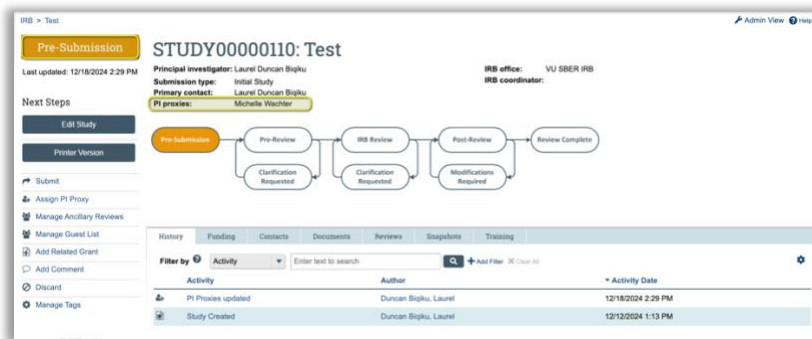 IRB > Test
Admin View Help
Pre-Submission
Last updated: 12/18/2024 2:29 PM
Next Steps
Edit Study
Printer Version
Submit
Assign PI Proxy
Manage Ancillary Reviews
Manage Guest List
Add Related Grant
Add Comment
Discard
Manage Tags
STUDY00000110: Test
Principal investigator: Laurel Duncan Biqiku
Submission type: Initial Study
Primary contact: Laurel Duncan Biqiku
PI proxies: Michelle Wachter
IRB office: VU SBER IRB
IRB coordinator:
Pre-Submission
Pre-Review
IRB Review
Post-Review
Review Complete
Clarification
Requested
Clarification
Requested
Modifications
Required
History Funding Contacts Documents Reviews Snapshots Training
Filter by Activity Enter text to search Add Filter Clear All
Activity Author Activity Date
PI Proxies updated Duncan Biqiku, Laurel 12/18/2024 2:29 PM
Study Created Duncan Biqiku, Laurel 12/12/2024 1:13 PM